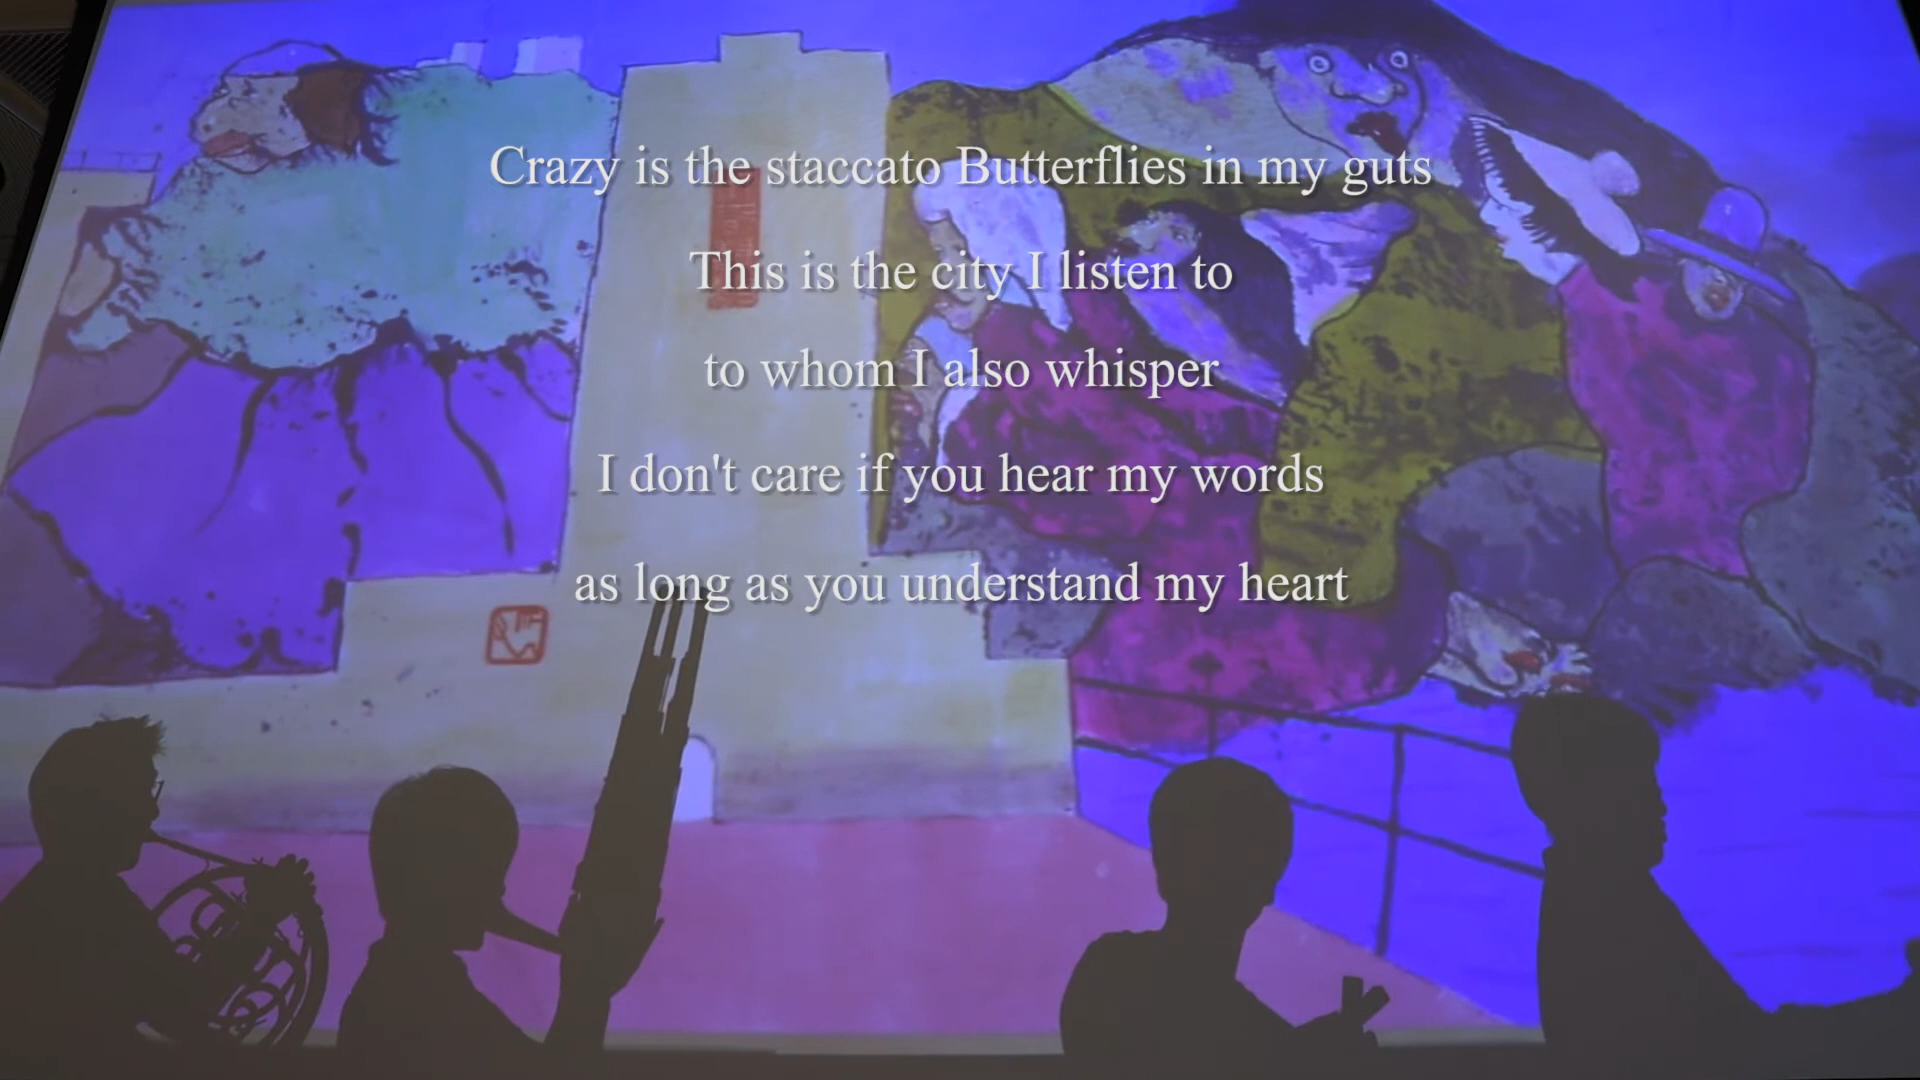 Crazy is the staccato Butterflies in my guts
This is the city I listen to
to whom I also whisper
I don't care if you hear my words
as long as you understand my heart